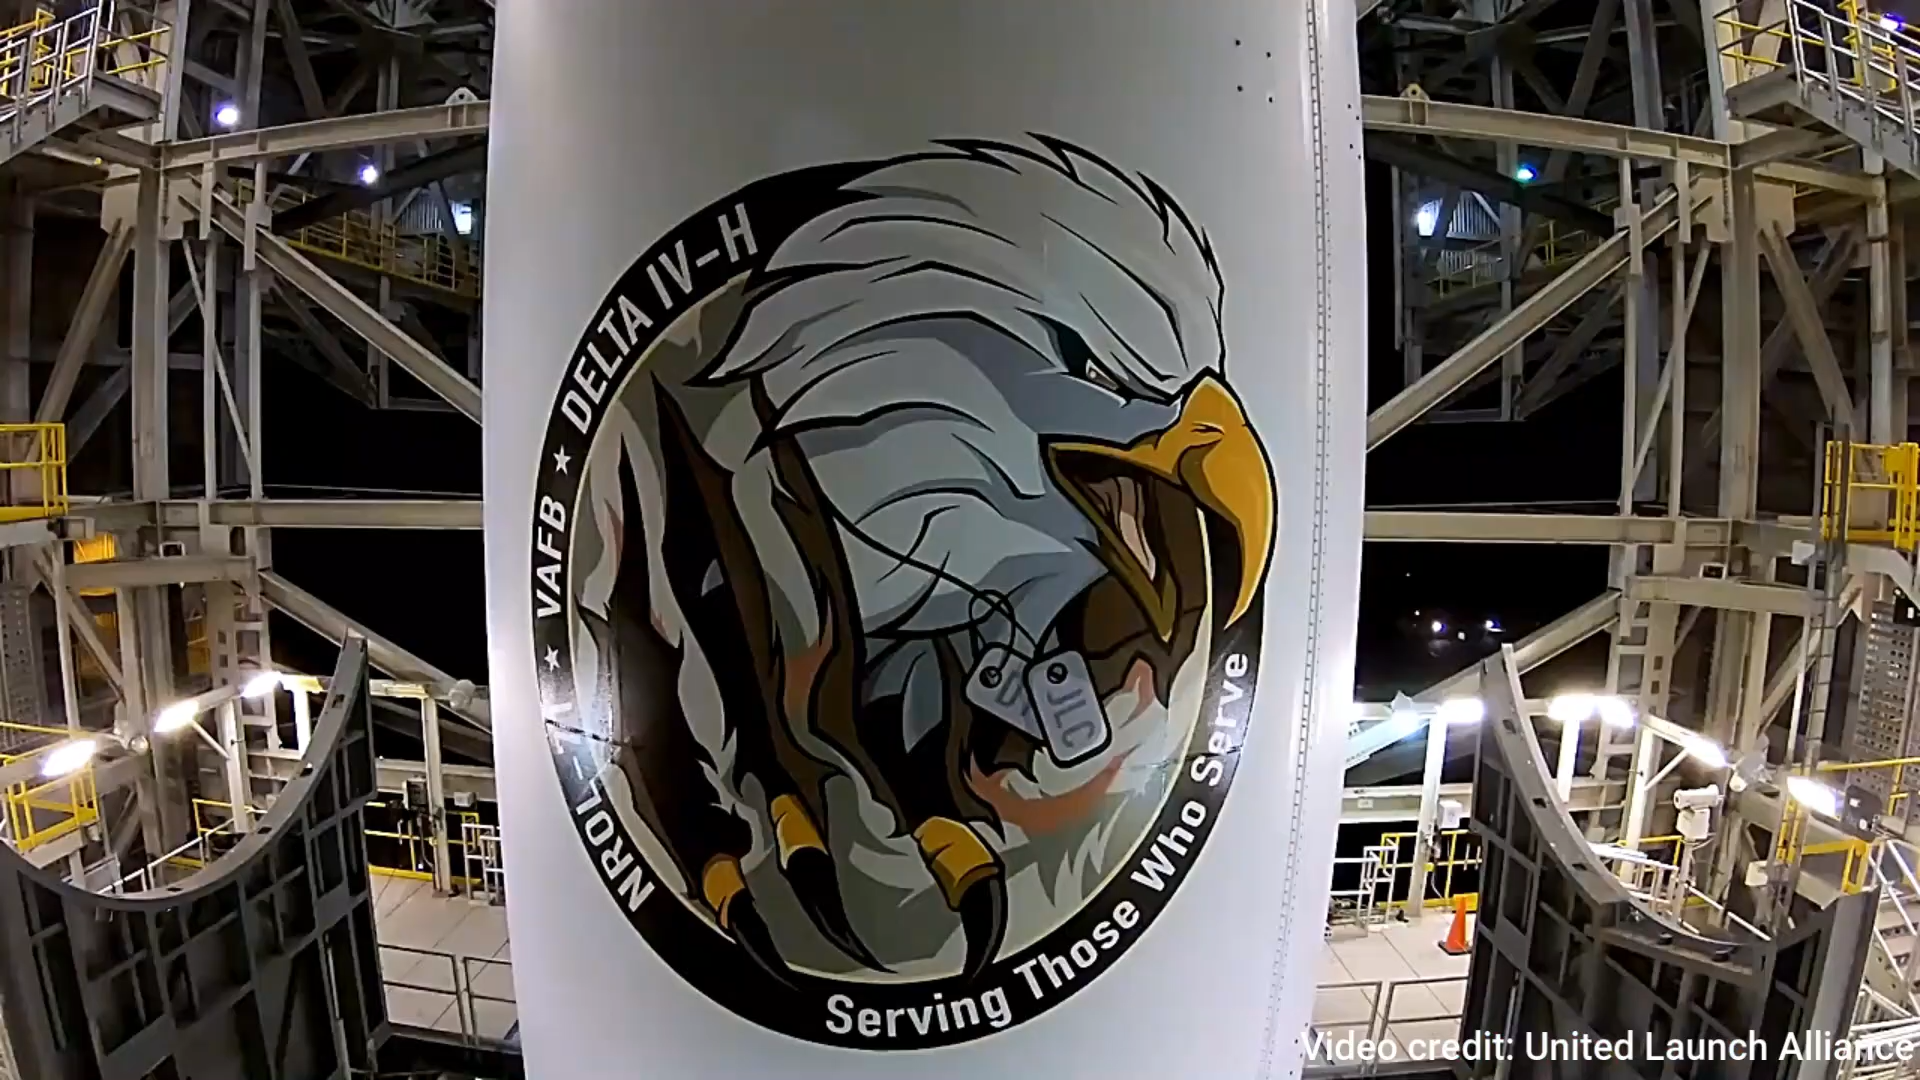 NROL-71 ★ VAFB ★ DELTA IV-H
Serving Those Who Serve
JLC
Video credit: United Launch Alliance